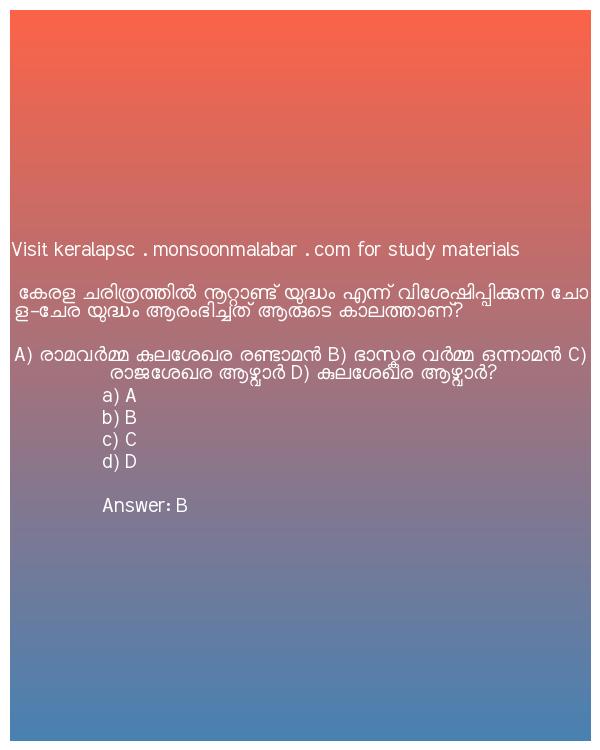 Visit keralapsc . monsoonmalabar . com for study materials
കേരള ചരിത്രത്തിൽ നൂറ്റാണ്ട് യുദ്ധം എന്ന് വിശേഷിപ്പിക്കുന്ന ചോ
ള-ചേര യുദ്ധം ആരംഭിച്ചത് ആരുടെ കാലത്താണ്?
A) രാമവർമ്മ കുലശേഖര രണ്ടാമൻ B) ഭാസ്കര വർമ്മ ഒന്നാമൻ C)
രാജശേഖര ആഴ്വാർ D) കുലശേഖര ആഴ്വാർ?
a) A
b) B
c) C
d) D
Answer: B